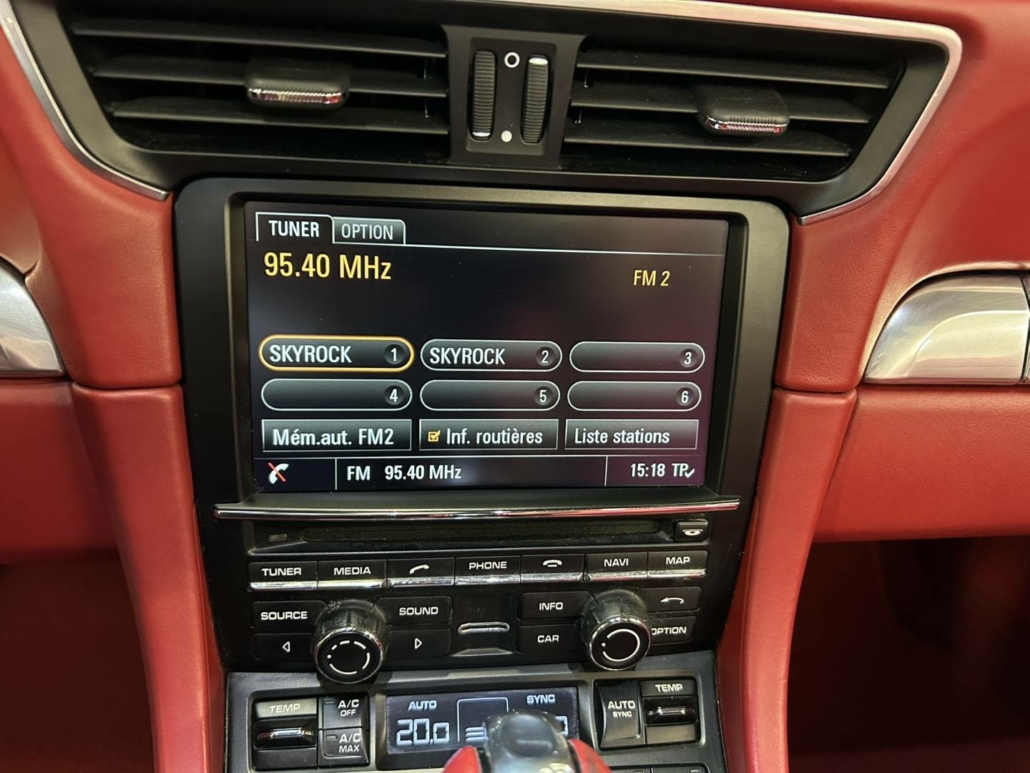 TUNER OPTION
95.40 MHz FM 2
SKYROCK 1 SKYROCK 2 3
4 5 6
Mém.aut. FM2 Inf. routières Liste stations
FM 95.40 MHz 15:18 TP
TUNER MEDIA PHONE NAVI MAP
SOURCE SOUND INFO
CAR OPTION
TEMP A/C OFF AUTO SYNC AUTO SYNC TEMP
A/C MAX 20.0